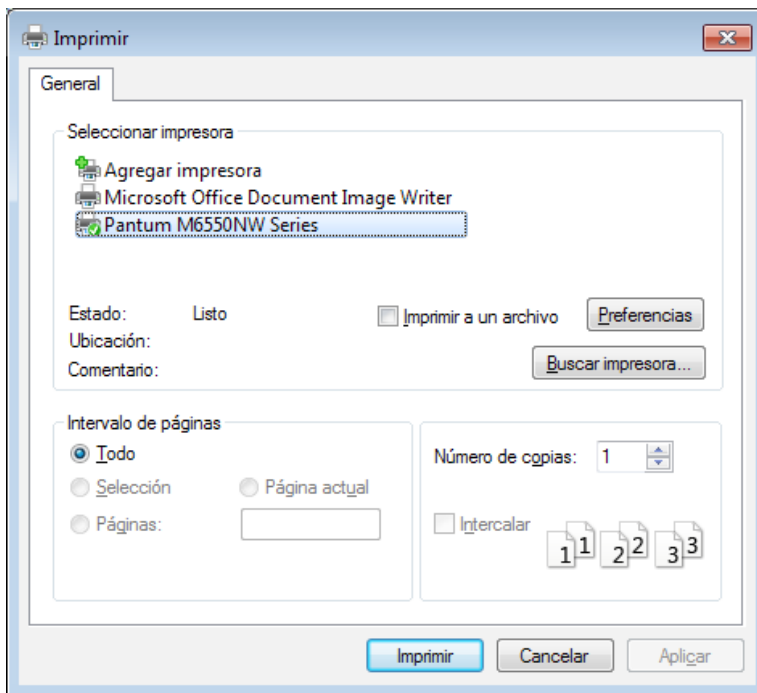 Imprimir
General
Seleccionar impresora
Agregar impresora
Microsoft Office Document Image Writer
Pantum M6550NW Series
Estado: Listo
Imprimir a un archivo
Preferencias
Ubicación:
Comentario:
Buscar impresora...
Intervalo de páginas
Todo
Selección
Página actual
Páginas:
Número de copias: 1
Intercalar
1 1 2 2 3 3
Imprimir
Cancelar
Aplicar